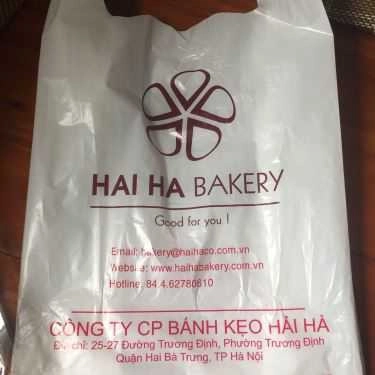 HAI HA BAKERY
Good for you !
Email: bakery@haihaco.com.vn
Website: www.haihabakery.com.vn
Hotline: 84.4.62780610
CÔNG TY CP BÁNH KẸO HẢI HÀ
Địa chỉ: 25-27 Đường Trương Định, Phường Trương Định
Quận Hai Bà Trưng, TP Hà Nội